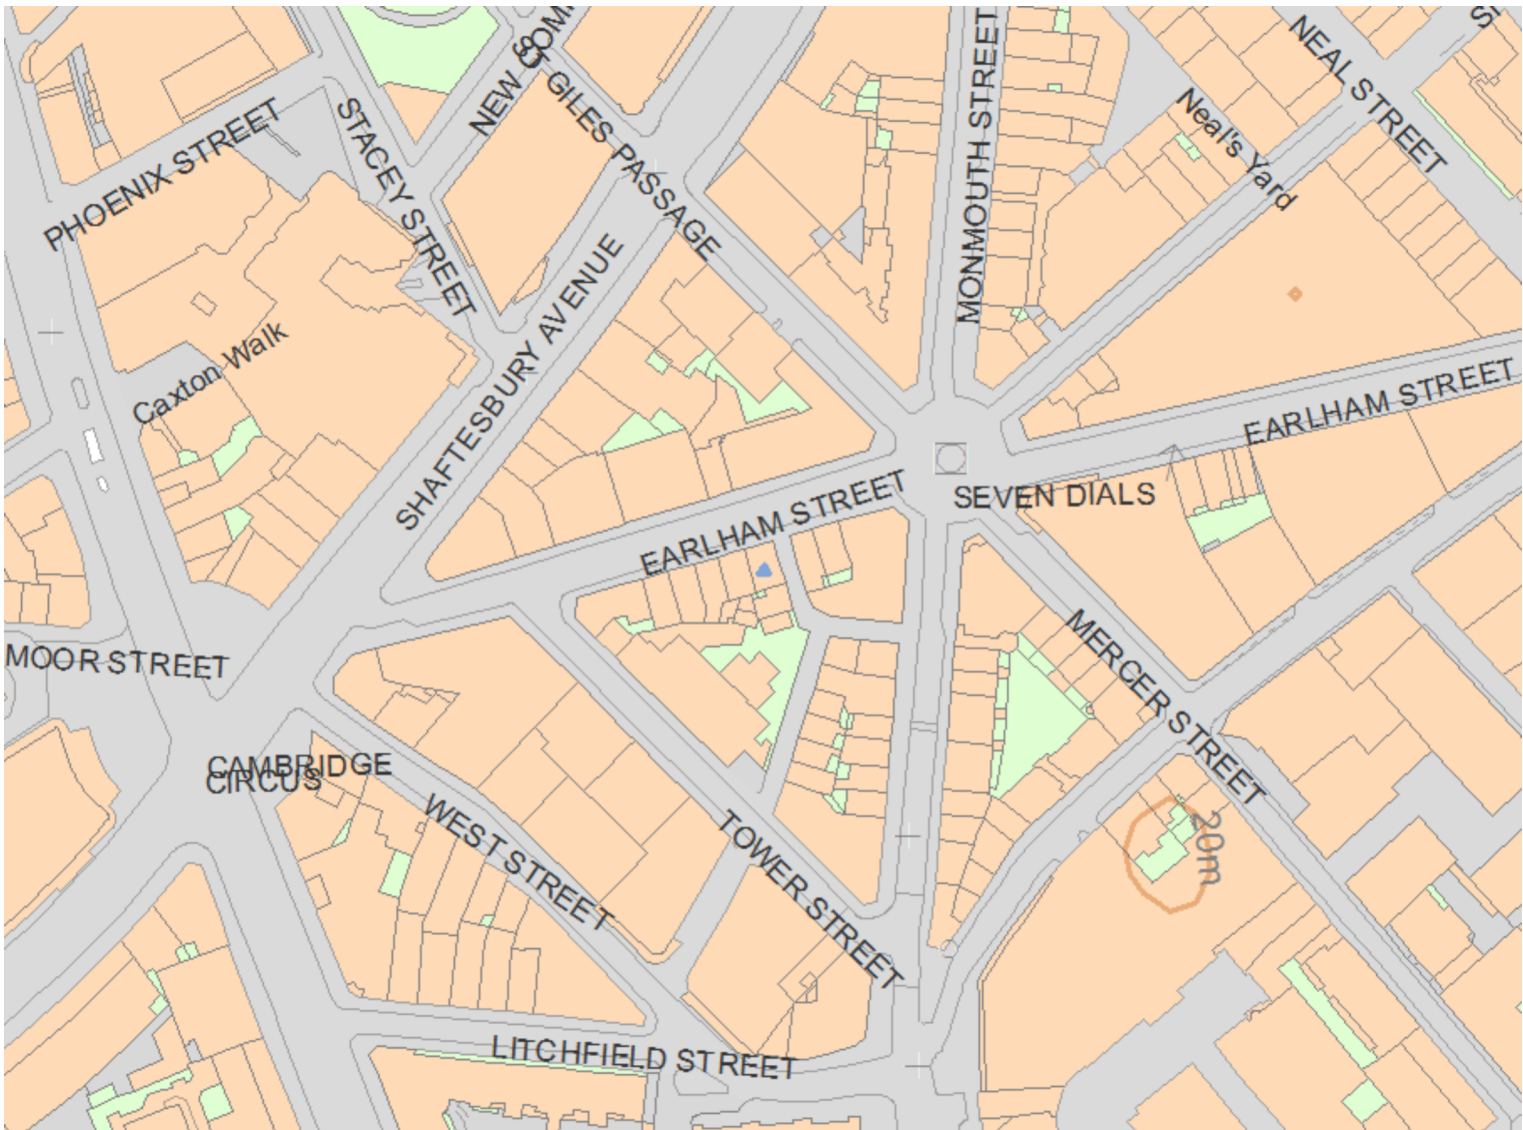 NEW COM
ST GILES PASSAGE
MONMOUTH STREET
NEAL STREET
Neal's Yard
PHOENIX STREET
STACEY STREET
SHAFTESBURY AVENUE
Caxton Walk
EARLHAM STREET
SEVEN DIALS
EARLHAM STREET
MOOR STREET
MERCER STREET
CAMBRIDGE
CIRCUS
WEST STREET
TOWER STREET
20m
LITCHFIELD STREET